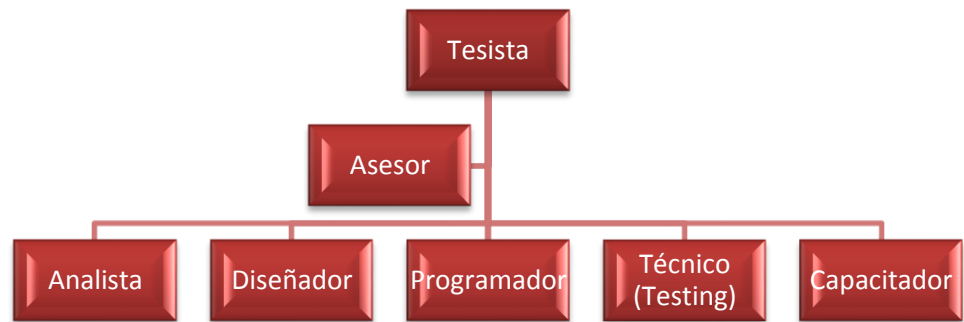 Tesista
Asesor
Analista
Diseñador
Programador
Técnico
(Testing)
Capacitador